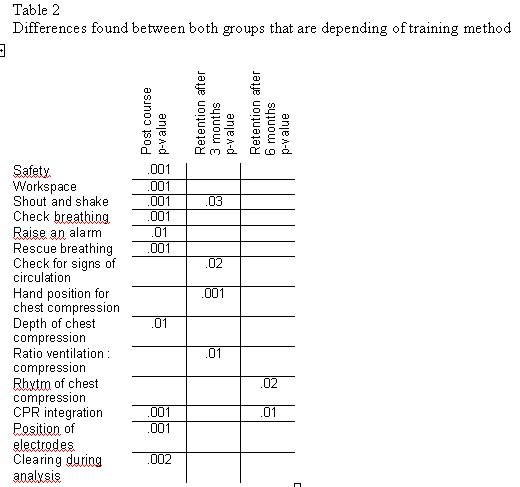 Table 2
Differences found between both groups that are depending of training method
Post course
p-value
Retention after
3 months
p-value
Retention after
6 months
p-value
Safety .001
Workspace .001
Shout and shake .001 .03
Check breathing .001
Raise an alarm .01
Rescue breathing .001
Check for signs of .02
circulation
Hand position for .001
chest compression
Depth of chest .01
compression
Ratio ventilation : .01
compression
Rhytm of chest .02
compression
CPR integration .001 .01
Position of .001
electrodes
Clearing during .002
analysis